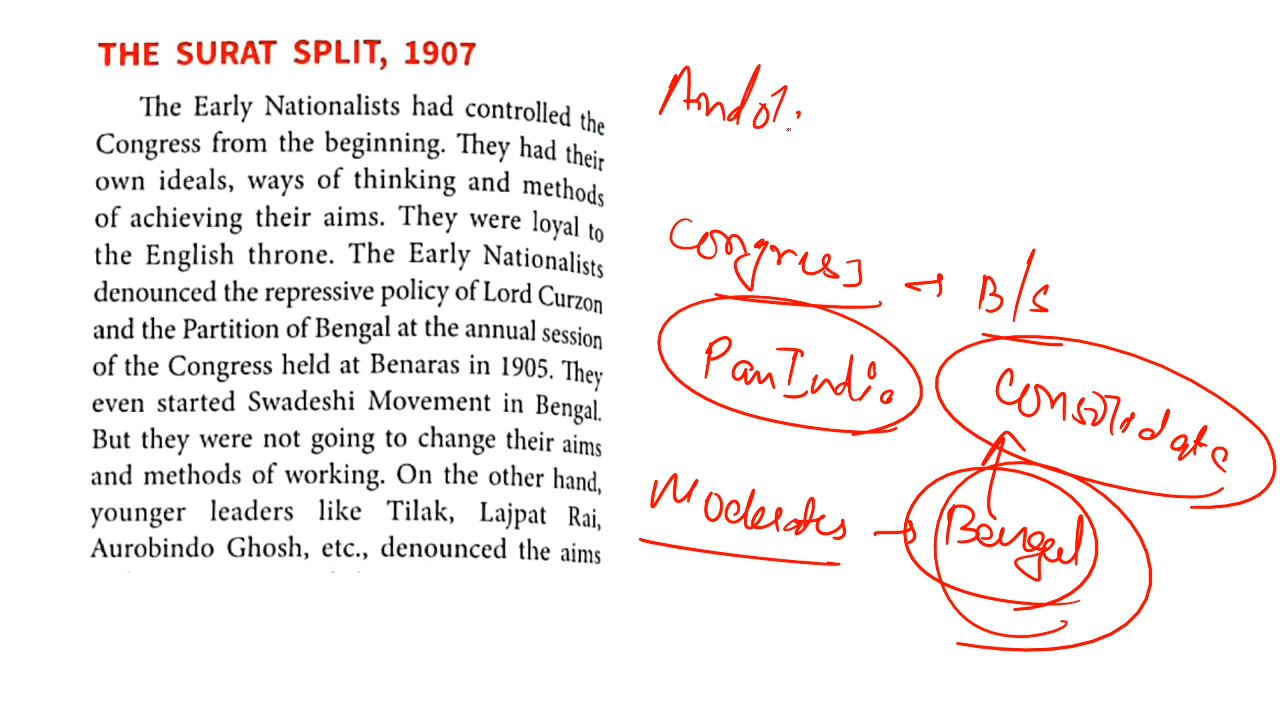 THE SURAT SPLIT, 1907
The Early Nationalists had controlled the
Congress from the beginning. They had their
own ideals, ways of thinking and methods
of achieving their aims. They were loyal to
the English throne. The Early Nationalists
denounced the repressive policy of Lord Curzon
and the Partition of Bengal at the annual session
of the Congress held at Benaras in 1905. They
even started Swadeshi Movement in Bengal.
But they were not going to change their aims
and methods of working. On the other hand,
younger leaders like Tilak, Lajpat Rai,
Aurobindo Ghosh, etc., denounced the aims
Congress → B/S
Pan India
Consolidate
Moderates → Bengal